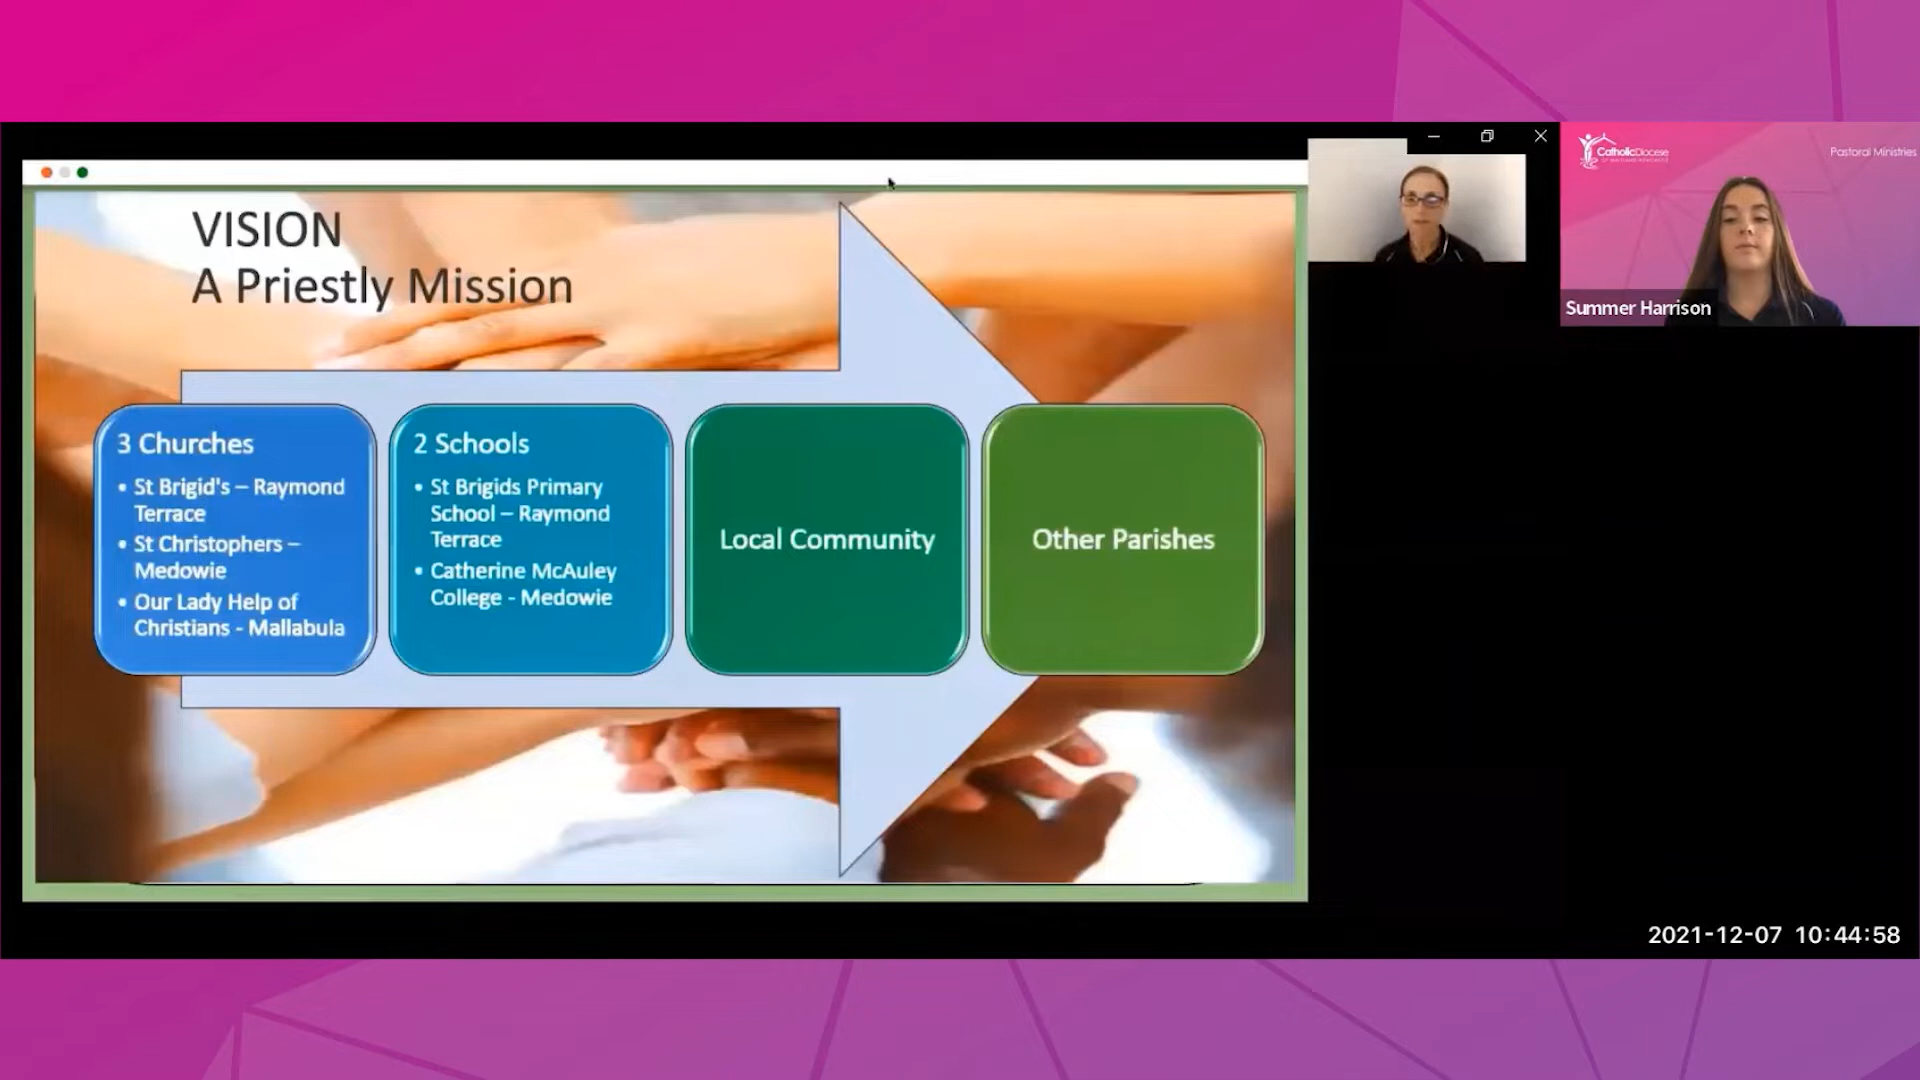 VISION
A Priestly Mission
3 Churches
• St Brigid's – Raymond
Terrace
• St Christophers –
Medowie
• Our Lady Help of
Christians - Mallabula
2 Schools
• St Brigids Primary
School – Raymond
Terrace
• Catherine McAuley
College - Medowie
Local Community
Other Parishes
CatholicDiocese
Pastoral Ministries
Summer Harrison
2021-12-07 10:44:58